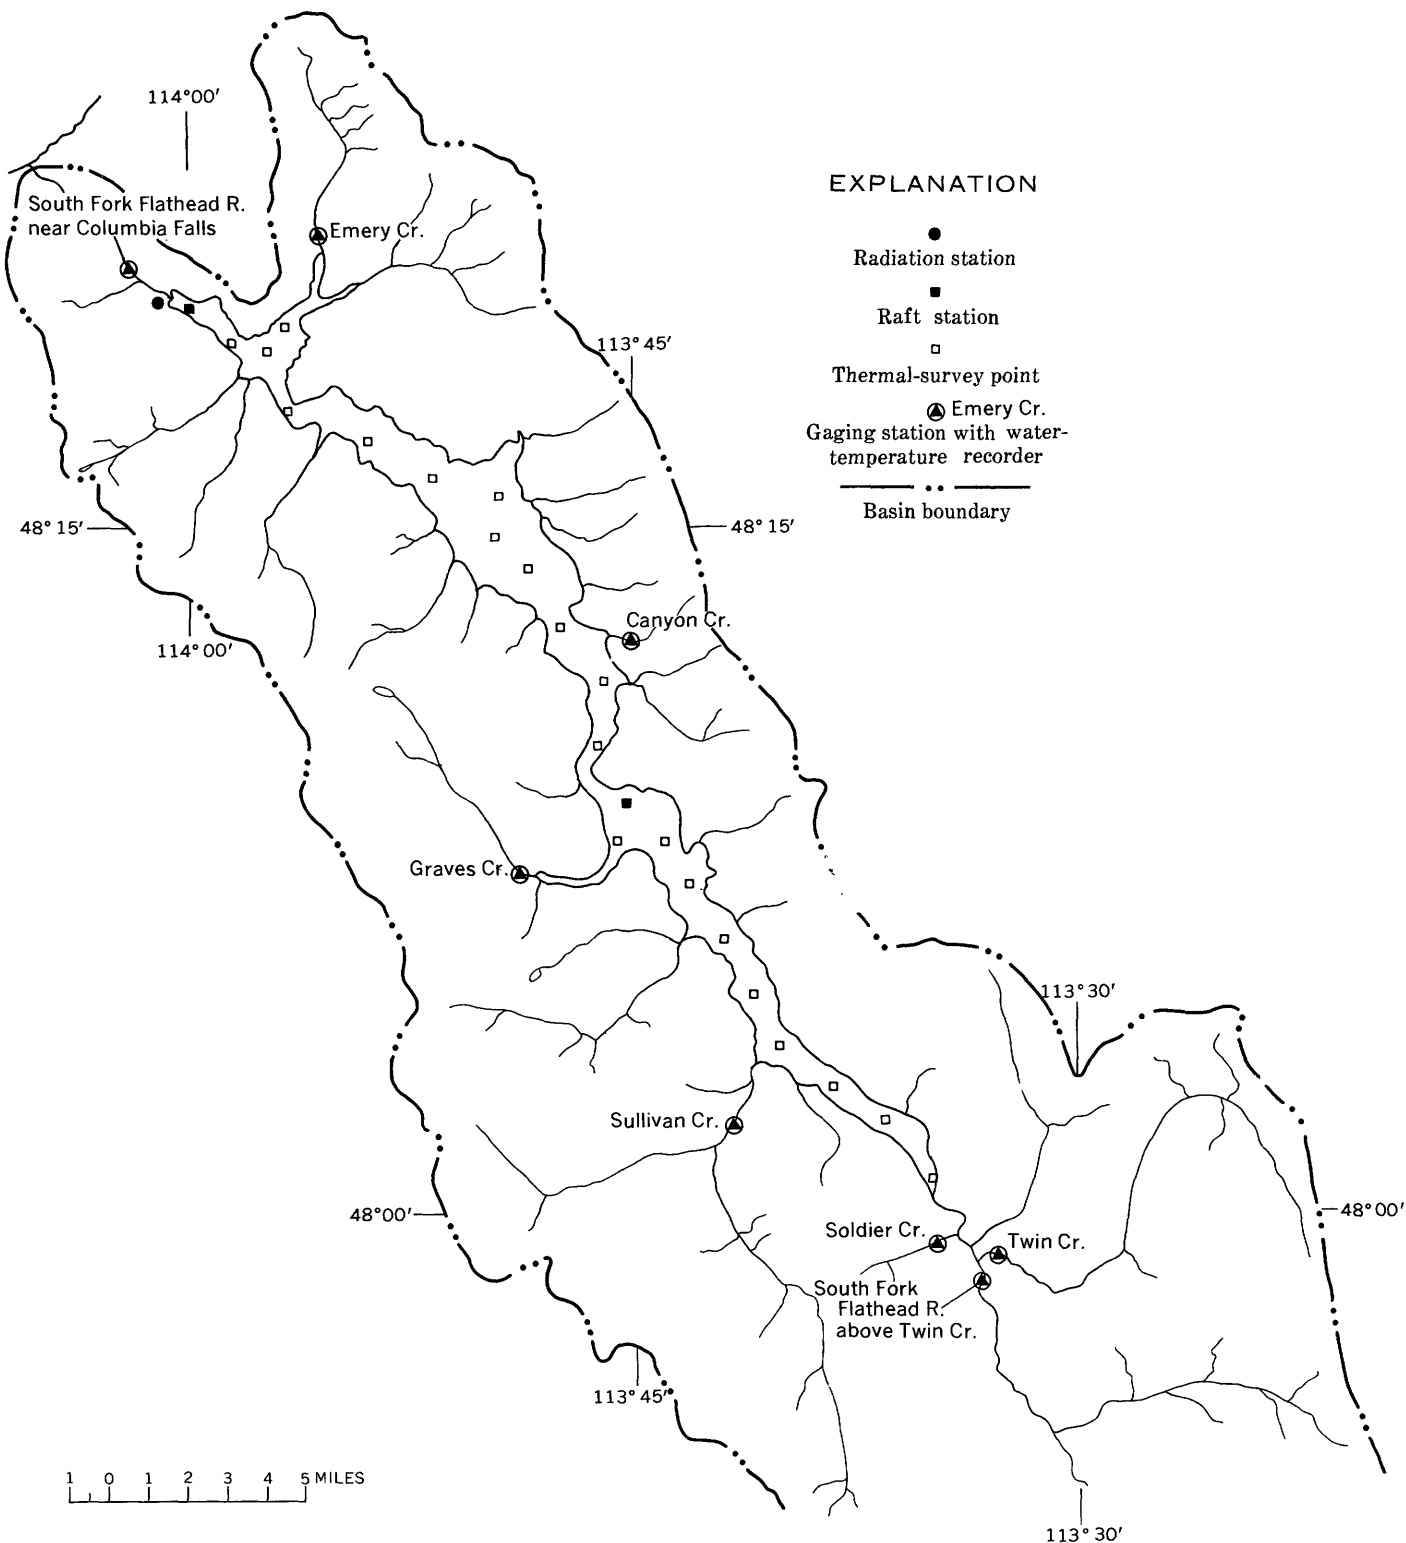 114°00′
South Fork Flathead R.
near Columbia Falls
Emery Cr.
EXPLANATION
Radiation station
Raft station
Thermal-survey point
Emery Cr.
Gaging station with water-
temperature recorder
Basin boundary
113°45′
48°15′
48°15′
114°00′
Canyon Cr.
Graves Cr.
113°30′
Sullivan Cr.
48°00′
48°00′
Soldier Cr.
Twin Cr.
South Fork
Flathead R.
above Twin Cr.
113°45′
1 0 1 2 3 4 5 MILES
113°30′